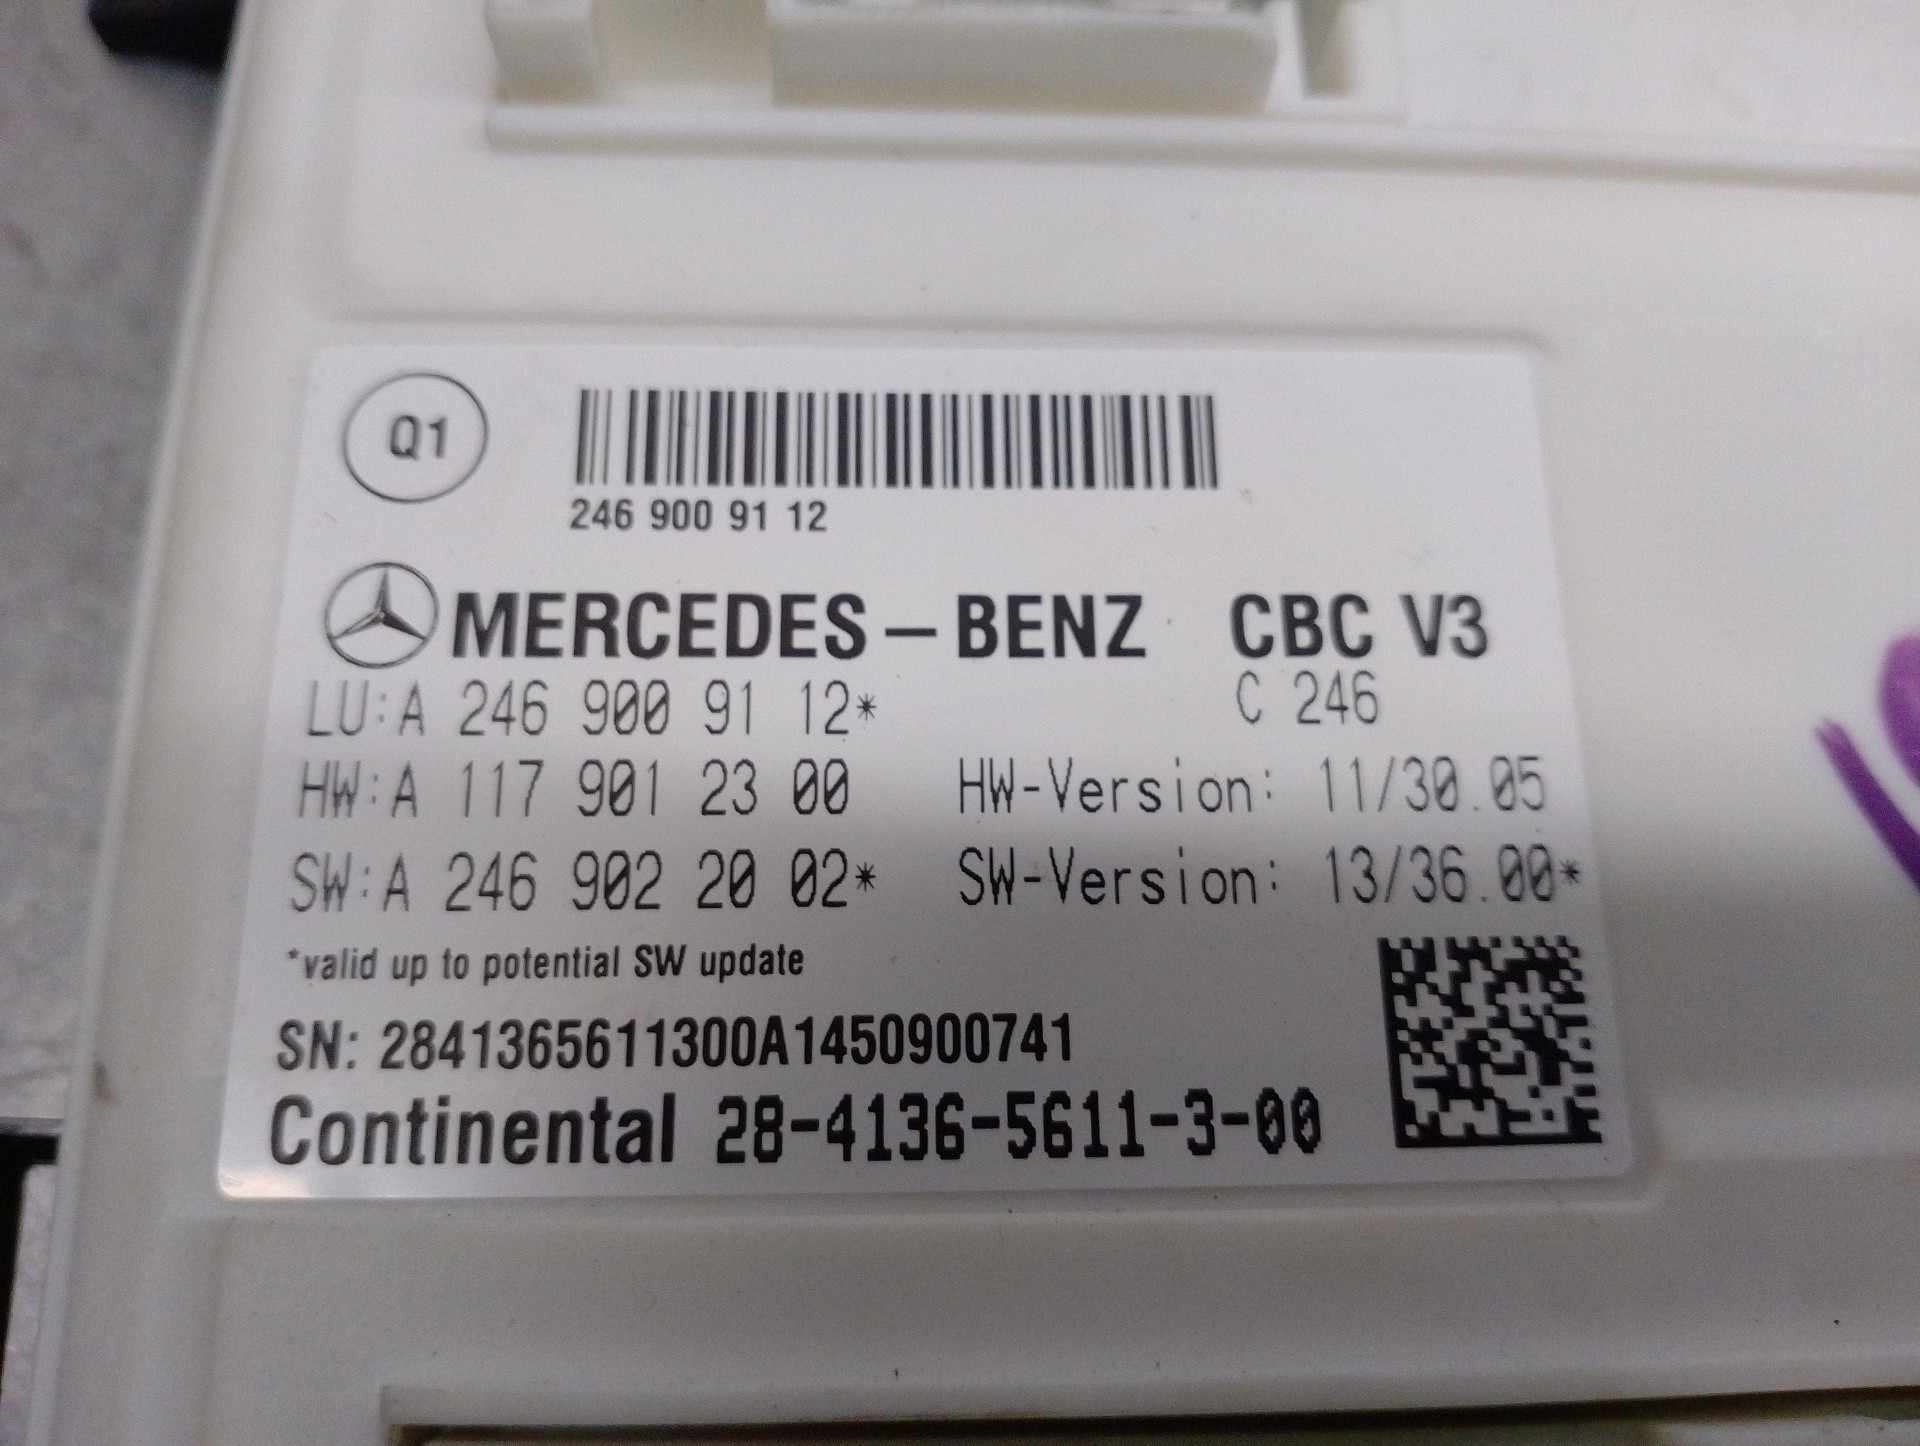 Q1
246 900 91 12
MERCEDES-BENZ CBC V3
LU:A 246 900 91 12* C 246
HW:A 117 901 23 00 HW-Version: 11/30.05
SW:A 246 902 20 02* SW-Version: 13/36.00*
*valid up to potential SW update
SN: 2841365611300A1450900741
Continental 28-4136-5611-3-00